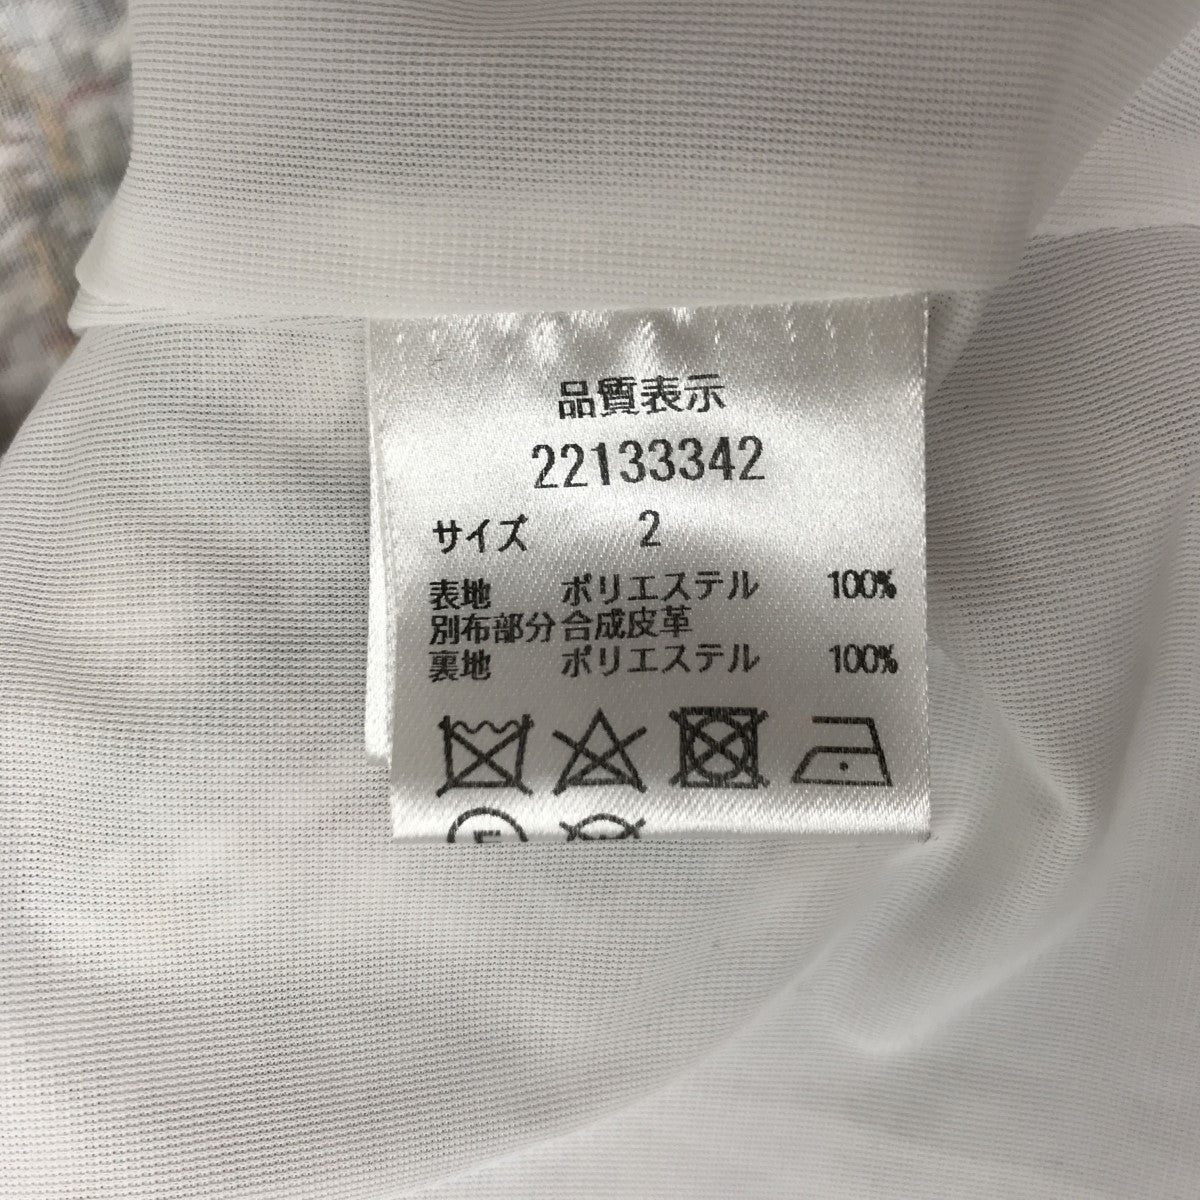 品質表示
22133342
サイズ 2
表地 ポリエステル 100%
別布部分 合成皮革
裏地 ポリエステル 100%